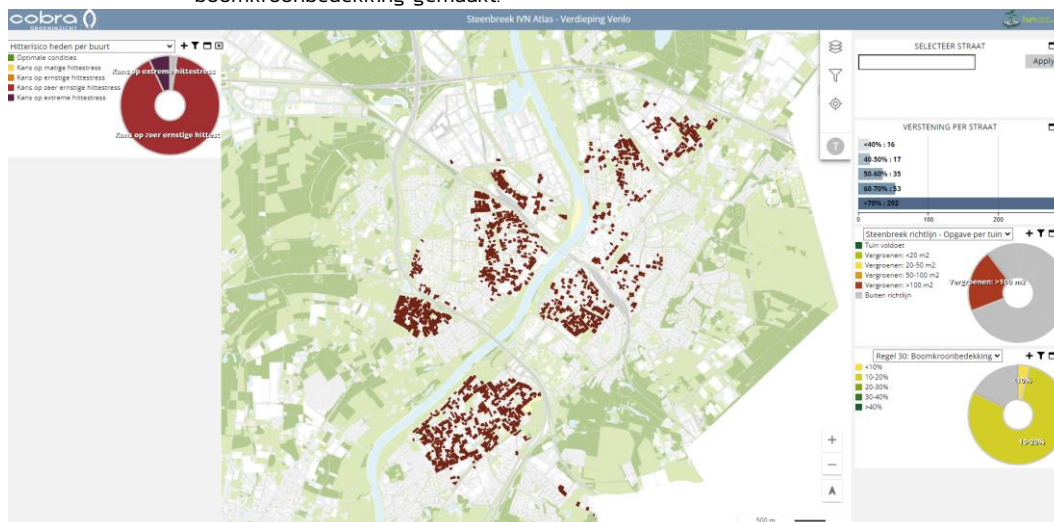 boomkroonbedekking gemaakt.
cobra
GROENINZICHT
Steenbreek IVN Atlas - Verdieping Venlo
ivn
Hitterisico heden per buurt
Optimale condities
Kans op matige hittestress
Kans op ernstige hittestress
Kans op zeer ernstige hittestress
Kans op extreme hittestress
Kans op extreme hittestress
Kans op zeer ernstige hittest
T
500 m
SELECTEER STRAAT
Apply
VERSTENING PER STRAAT
<40% : 16
40-50% : 17
50-60% : 35
60-70% : 53
>70% : 292
0 100 200
Steenbreek richtlijn - Opgave per tuin
Tuin voldoet
Vergroenen: <20 m2
Vergroenen: 20-50 m2
Vergroenen: 50-100 m2
Vergroenen: >100 m2
Buiten richtlijn
Vergroenen: >100 m2
Regel 30: Boomkroonbedekking
<10%
10-20%
20-30%
30-40%
>40%
<10%
10-20%